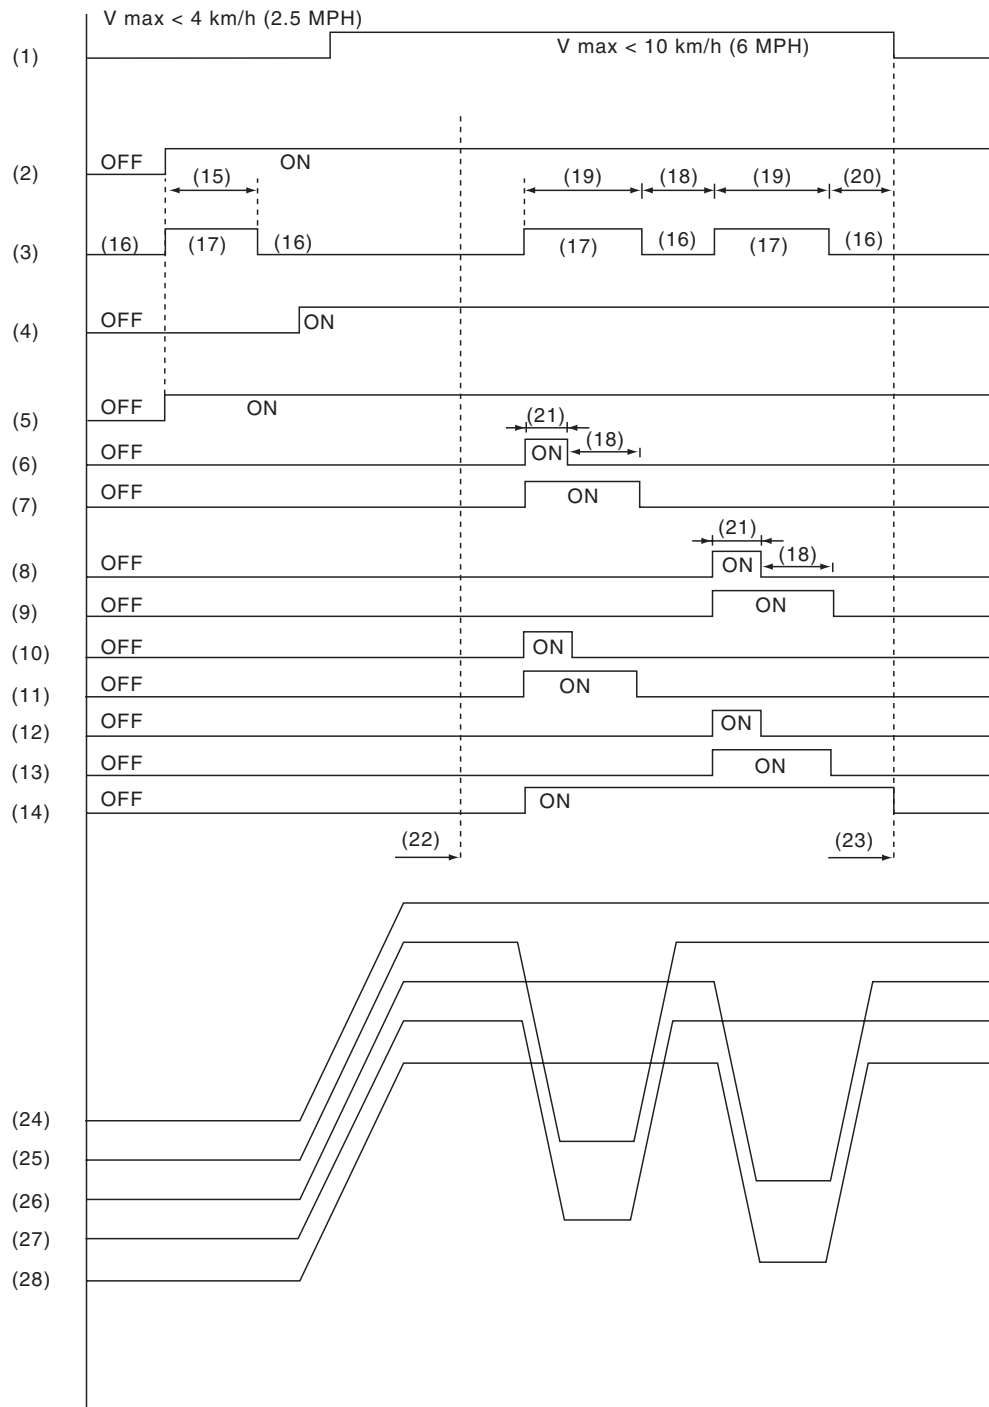 V max < 4 km/h (2.5 MPH)
(1) V max < 10 km/h (6 MPH)
(2) OFF ON
(15) (19) (18) (19) (20)
(3) (16) (17) (16) (17) (16) (17) (16)
(4) OFF ON
(5) OFF ON
(21)
(6) OFF ON (18)
(7) OFF ON
(21)
(8) OFF ON (18)
(9) OFF ON
(10) OFF ON
(11) OFF ON
(12) OFF ON
(13) OFF ON
(14) OFF ON
(22) (23)
(24)
(25)
(26)
(27)
(28)